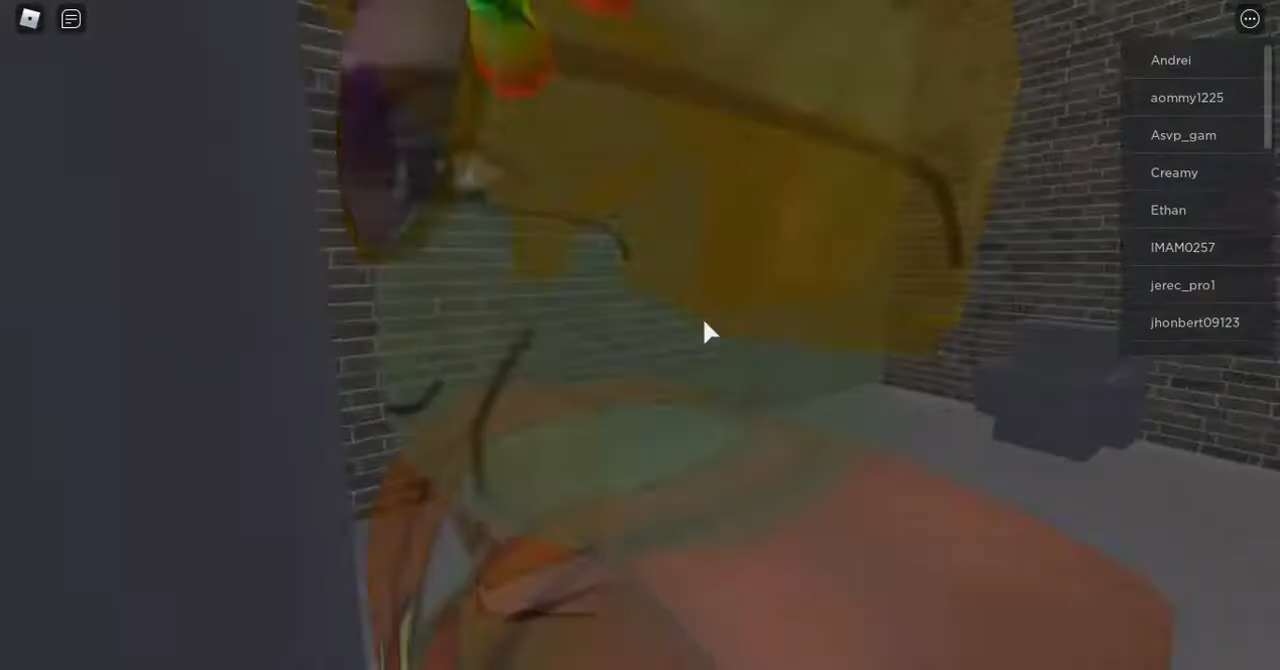 Andrei
aommy1225
Asvp_gam
Creamy
Ethan
IMAM0257
jerec_pro1
jhonbert09123